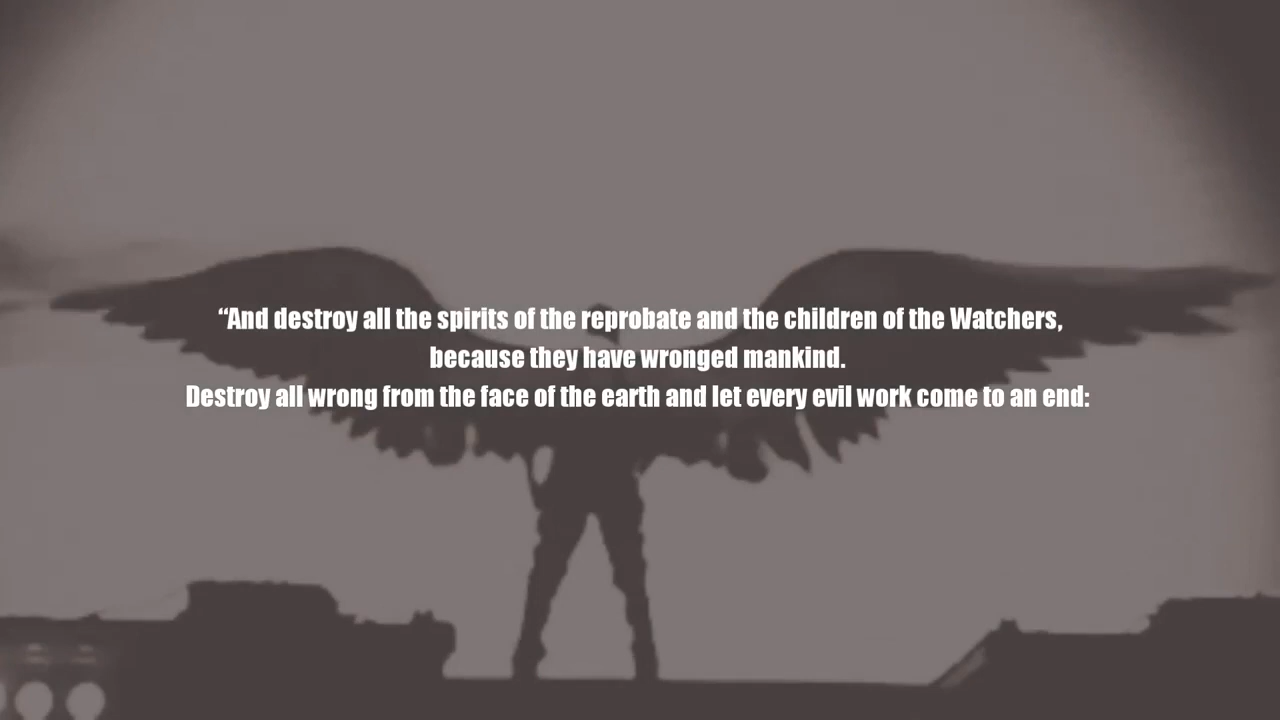 “And destroy all the spirits of the reprobate and the children of the Watchers,
because they have wronged mankind.
Destroy all wrong from the face of the earth and let every evil work come to an end: